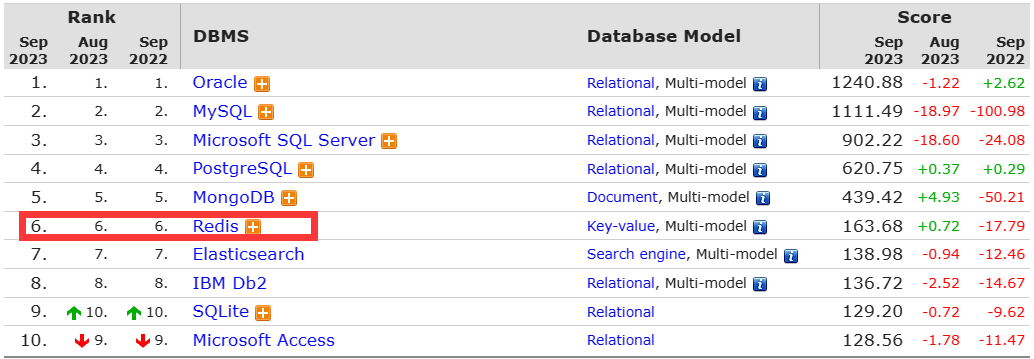 Rank Score
Sep 2023 Aug 2023 Sep 2022 DBMS Database Model Sep 2023 Aug 2023 Sep 2022
1. 1. 1. Oracle Relational, Multi-model 1240.88 -1.22 +2.62
2. 2. 2. MySQL Relational, Multi-model 1111.49 -18.97 -100.98
3. 3. 3. Microsoft SQL Server Relational, Multi-model 902.22 -18.60 -24.08
4. 4. 4. PostgreSQL Relational, Multi-model 620.75 +0.37 +0.29
5. 5. 5. MongoDB Document, Multi-model 439.42 +4.93 -50.21
6. 6. 6. Redis Key-value, Multi-model 163.68 +0.72 -17.79
7. 7. 7. Elasticsearch Search engine, Multi-model 138.98 -0.94 -12.46
8. 8. 8. IBM Db2 Relational, Multi-model 136.72 -2.52 -14.67
9. 10. 10. SQLite Relational 129.20 -0.72 -9.62
10. 9. 9. Microsoft Access Relational 128.56 -1.78 -11.47